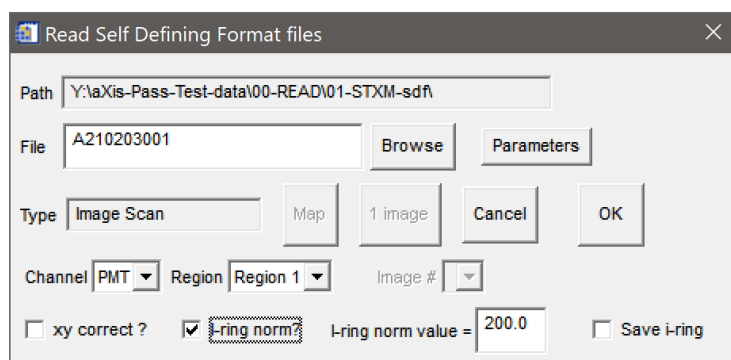 Read Self Defining Format files
Path Y:\aXis-Pass-Test-data\00-READ\01-STXM-sdf\
File A210203001 Browse Parameters
Type Image Scan Map 1 image Cancel OK
Channel PMT Region Region 1 Image #
xy correct ? I-ring norm? I-ring norm value = 200.0 Save i-ring